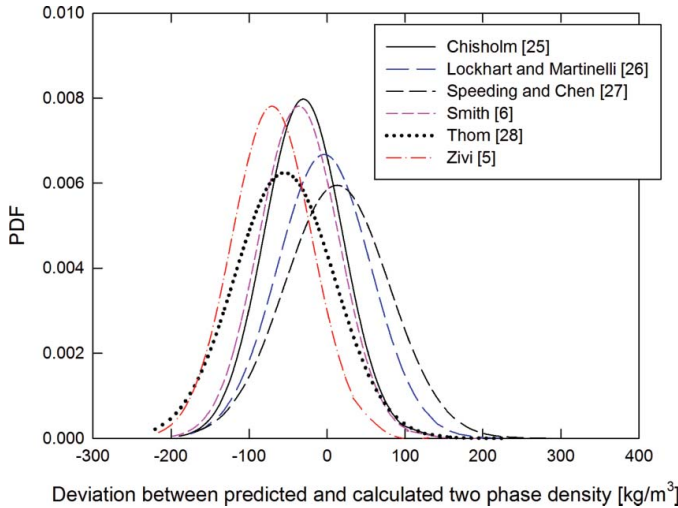 0.010
0.008
0.006
0.004
0.002
0.000
PDF
Chisholm [25]
Lockhart and Martinelli [26]
Speeding and Chen [27]
Smith [6]
Thom [28]
Zivi [5]
-300 -200 -100 0 100 200 300 400
Deviation between predicted and calculated two phase density [kg/m³]